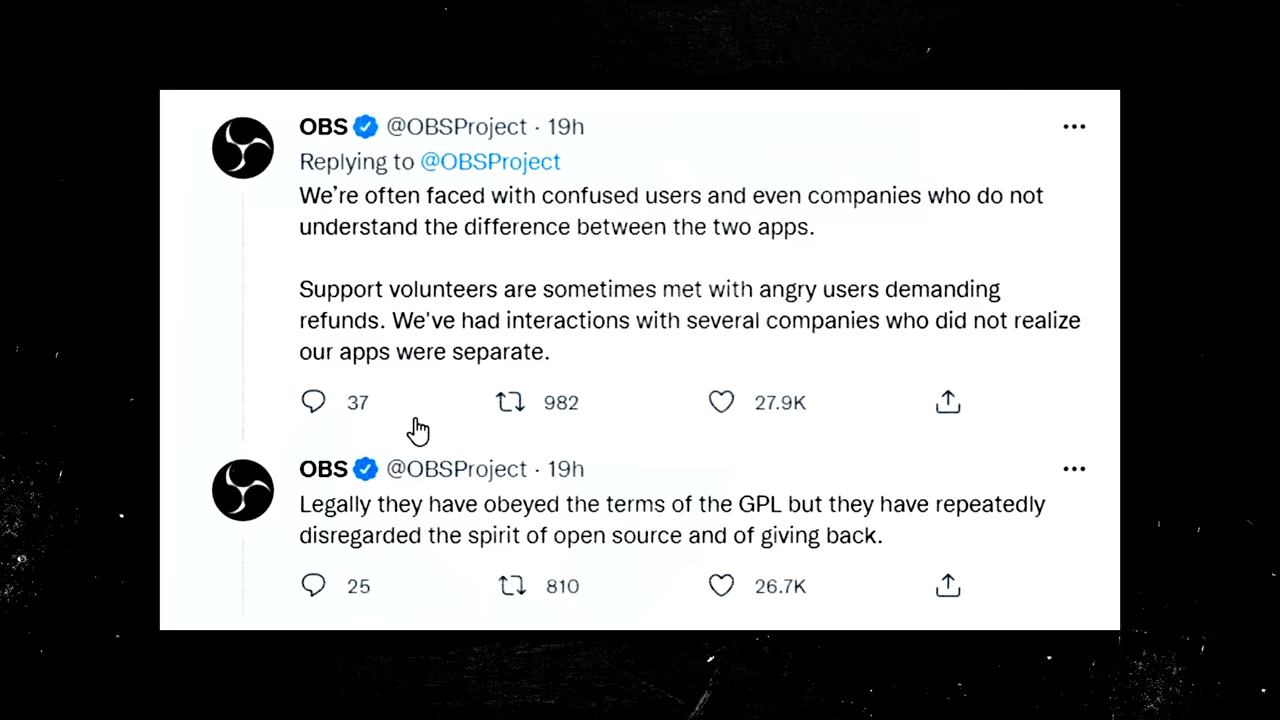 OBS @OBSProject · 19h
Replying to @OBSProject
We're often faced with confused users and even companies who do not
understand the difference between the two apps.
Support volunteers are sometimes met with angry users demanding
refunds. We've had interactions with several companies who did not realize
our apps were separate.
37 982 27.9K
OBS @OBSProject · 19h
Legally they have obeyed the terms of the GPL but they have repeatedly
disregarded the spirit of open source and of giving back.
25 810 26.7K